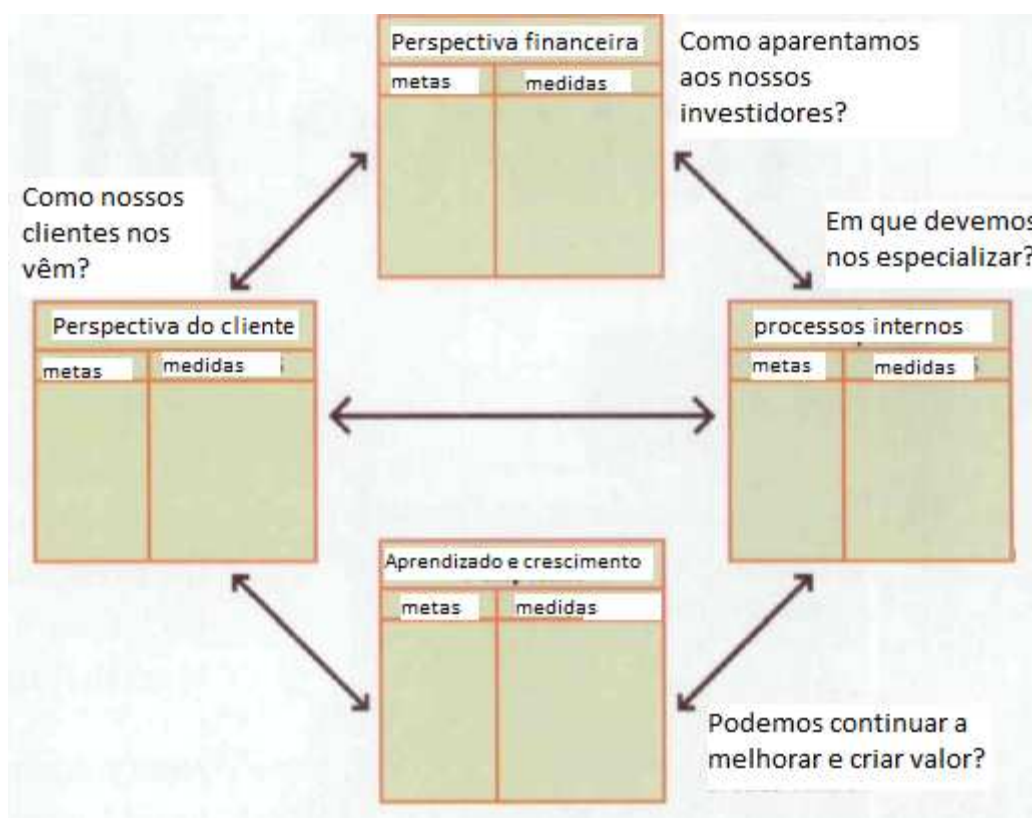 Perspectiva financeira
metas medidas
Como aparentamos
aos nossos
investidores?
Como nossos
clientes nos
vêm?
Em que devemos
nos especializar?
Perspectiva do cliente
metas medidas
processos internos
metas medidas
Aprendizado e crescimento
metas medidas
Podemos continuar a
melhorar e criar valor?